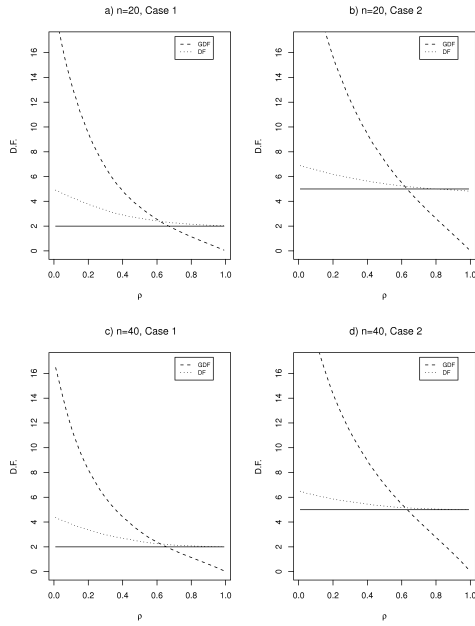 a) n=20, Case 1
GDF
DF
D.F.
0 2 4 6 8 10 12 14 16
0.0 0.2 0.4 0.6 0.8 1.0
ρ
b) n=20, Case 2
GDF
DF
D.F.
0 2 4 6 8 10 12 14 16
0.0 0.2 0.4 0.6 0.8 1.0
ρ
c) n=40, Case 1
GDF
DF
D.F.
0 2 4 6 8 10 12 14 16
0.0 0.2 0.4 0.6 0.8 1.0
ρ
d) n=40, Case 2
GDF
DF
D.F.
0 2 4 6 8 10 12 14 16
0.0 0.2 0.4 0.6 0.8 1.0
ρ